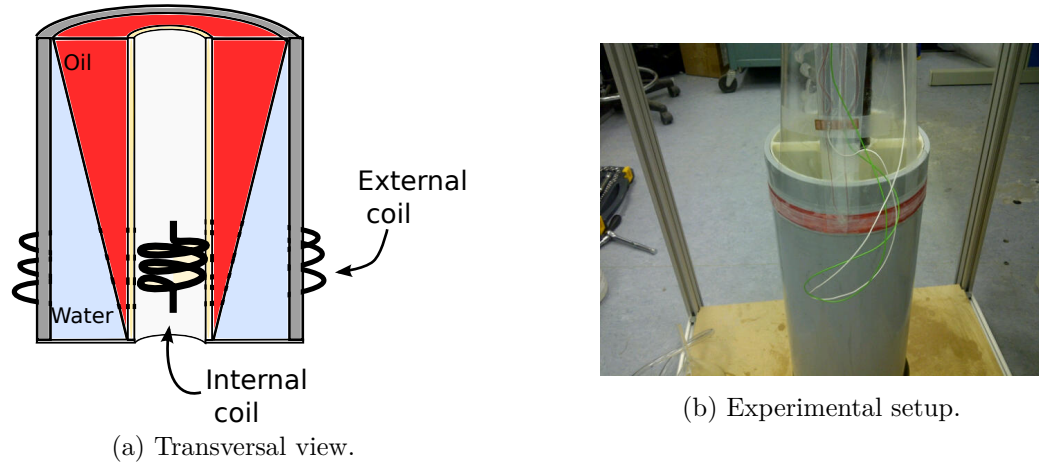 Oil
External
coil
Water
Internal
coil
(a) Transversal view.
(b) Experimental setup.